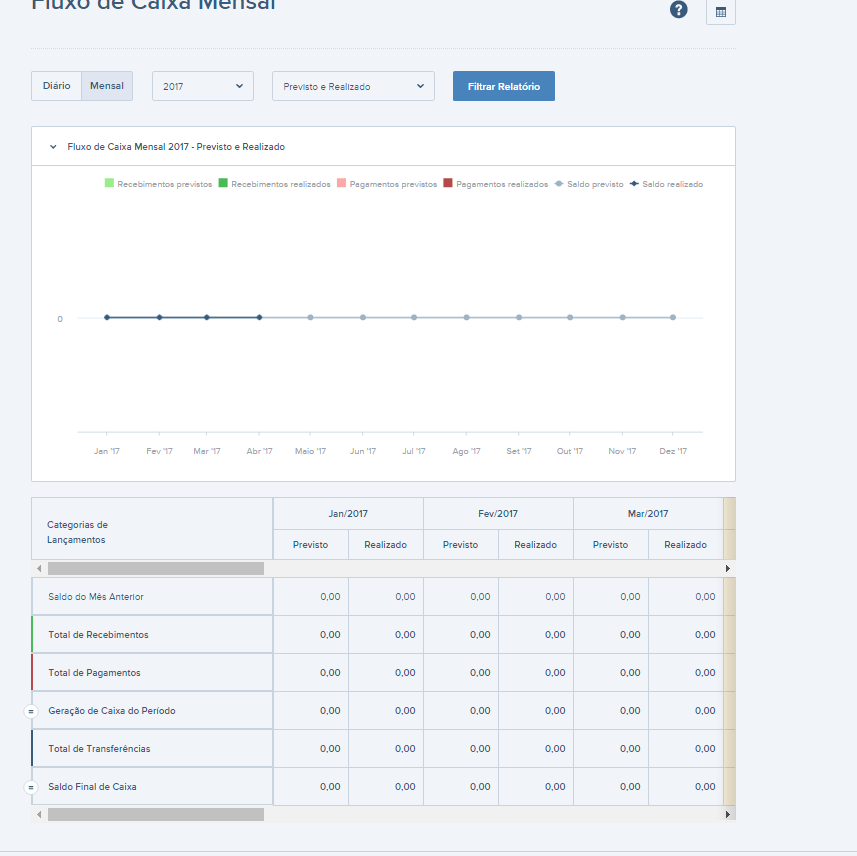 Fluxo de Caixa Mensal
?
Diário Mensal 2017 Previsto e Realizado Filtrar Relatório
Fluxo de Caixa Mensal 2017 - Previsto e Realizado
Recebimentos previstos Recebimentos realizados Pagamentos previstos Pagamentos realizados Saldo previsto Saldo realizado
0
Jan '17 Fev '17 Mar '17 Abr '17 Maio '17 Jun '17 Jul '17 Ago '17 Set '17 Out '17 Nov '17 Dez '17
Categorias de
Lançamentos
Jan/2017 Fev/2017 Mar/2017
Previsto Realizado Previsto Realizado Previsto Realizado
Saldo do Mês Anterior 0,00 0,00 0,00 0,00 0,00 0,00
Total de Recebimentos 0,00 0,00 0,00 0,00 0,00 0,00
Total de Pagamentos 0,00 0,00 0,00 0,00 0,00 0,00
= Geração de Caixa do Período 0,00 0,00 0,00 0,00 0,00 0,00
Total de Transferências 0,00 0,00 0,00 0,00 0,00 0,00
= Saldo Final de Caixa 0,00 0,00 0,00 0,00 0,00 0,00